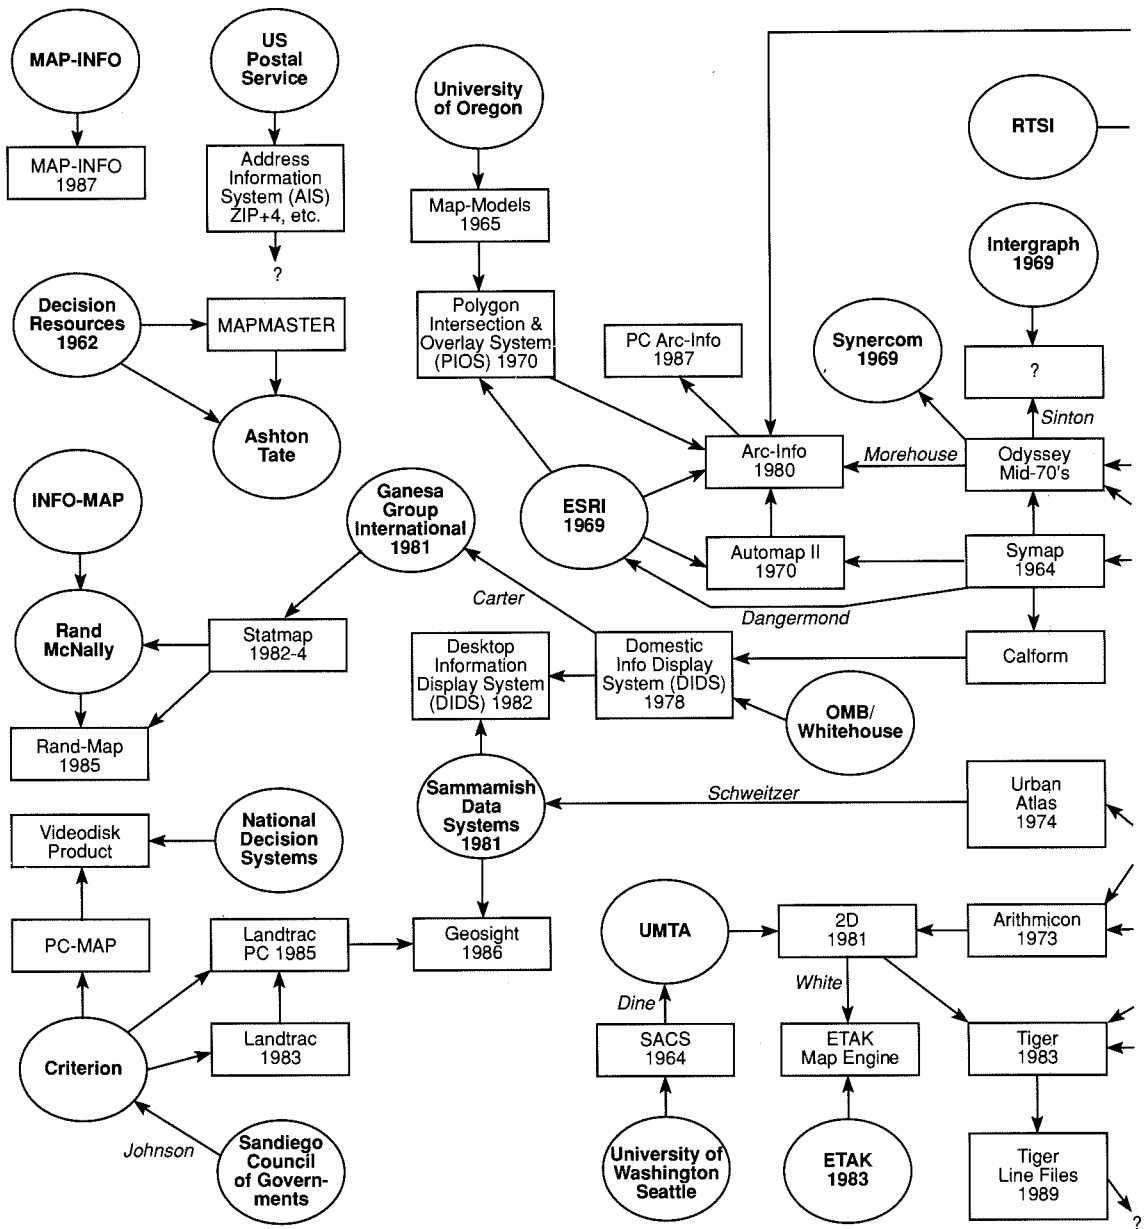 MAP-INFO
MAP-INFO
1987
US
Postal
Service
Address
Information
System (AIS)
ZIP+4, etc.
?
Decision
Resources
1962
MAPMASTER
Ashton
Tate
INFO-MAP
Rand
McNally
Rand-Map
1985
Statmap
1982-4
Ganesa
Group
International
1981
Carter
University
of Oregon
Map-Models
1965
Polygon
Intersection &
Overlay System
(PIOS) 1970
PC Arc-Info
1987
ESRI
1969
Arc-Info
1980
Automap II
1970
Dangermond
Morehouse
Synercom
1969
RTSI
Intergraph
1969
?
Sinton
Odyssey
Mid-70's
Symap
1964
Calform
Desktop
Information
Display System
(DIDS) 1982
Domestic
Info Display
System (DIDS)
1978
OMB/
Whitehouse
Sammamish
Data
Systems
1981
Schweitzer
Urban
Atlas
1974
Videodisk
Product
National
Decision
Systems
PC-MAP
Landtrac
PC 1985
Geosight
1986
Criterion
Landtrac
1983
Johnson
Sandiego
Council
of Govern-
ments
UMTA
Dine
SACS
1964
University of
Washington
Seattle
2D
1981
White
ETAK
Map Engine
ETAK
1983
Arithmicon
1973
Tiger
1983
Tiger
Line Files
1989
?